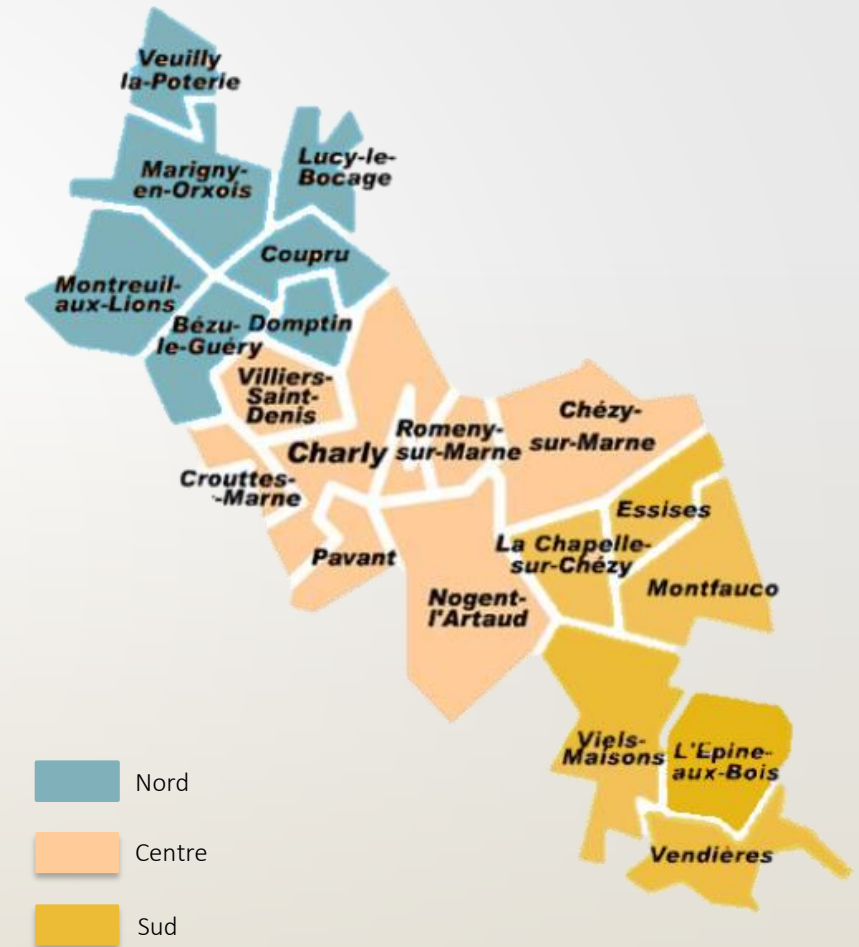 Veuilly
la-Poterie
Lucy-le-
Bocage
Marigny-
en-Orxois
Coupru
Montreuil-
aux-Lions
Bézu-
le-Guéry
Domptin
Villiers-
Saint-
Denis
Charly
Romeny-
sur-Marne
Chézy-
sur-Marne
Crouttes-
-Marne
Essises
Pavant
La Chapelle-
sur-Chézy
Montfauco
Nogent-
l'Artaud
Viels-
Maisons
L'Epine-
aux-Bois
Vendières
Nord
Centre
Sud